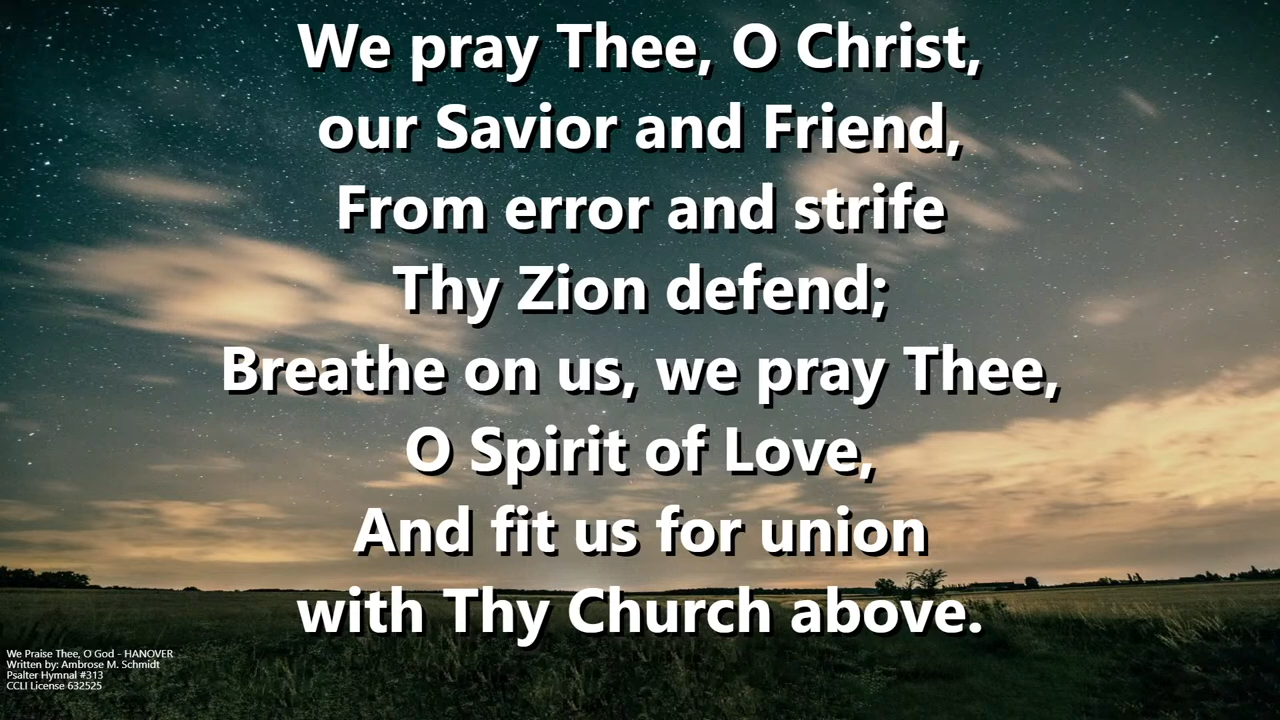 We pray Thee, O Christ,
our Savior and Friend,
From error and strife
Thy Zion defend;
Breathe on us, we pray Thee,
O Spirit of Love,
And fit us for union
with Thy Church above.
We Praise Thee, O God - HANOVER
Written by: Ambrose M. Schmidt
Psalter Hymnal #313
CCLI License 632525